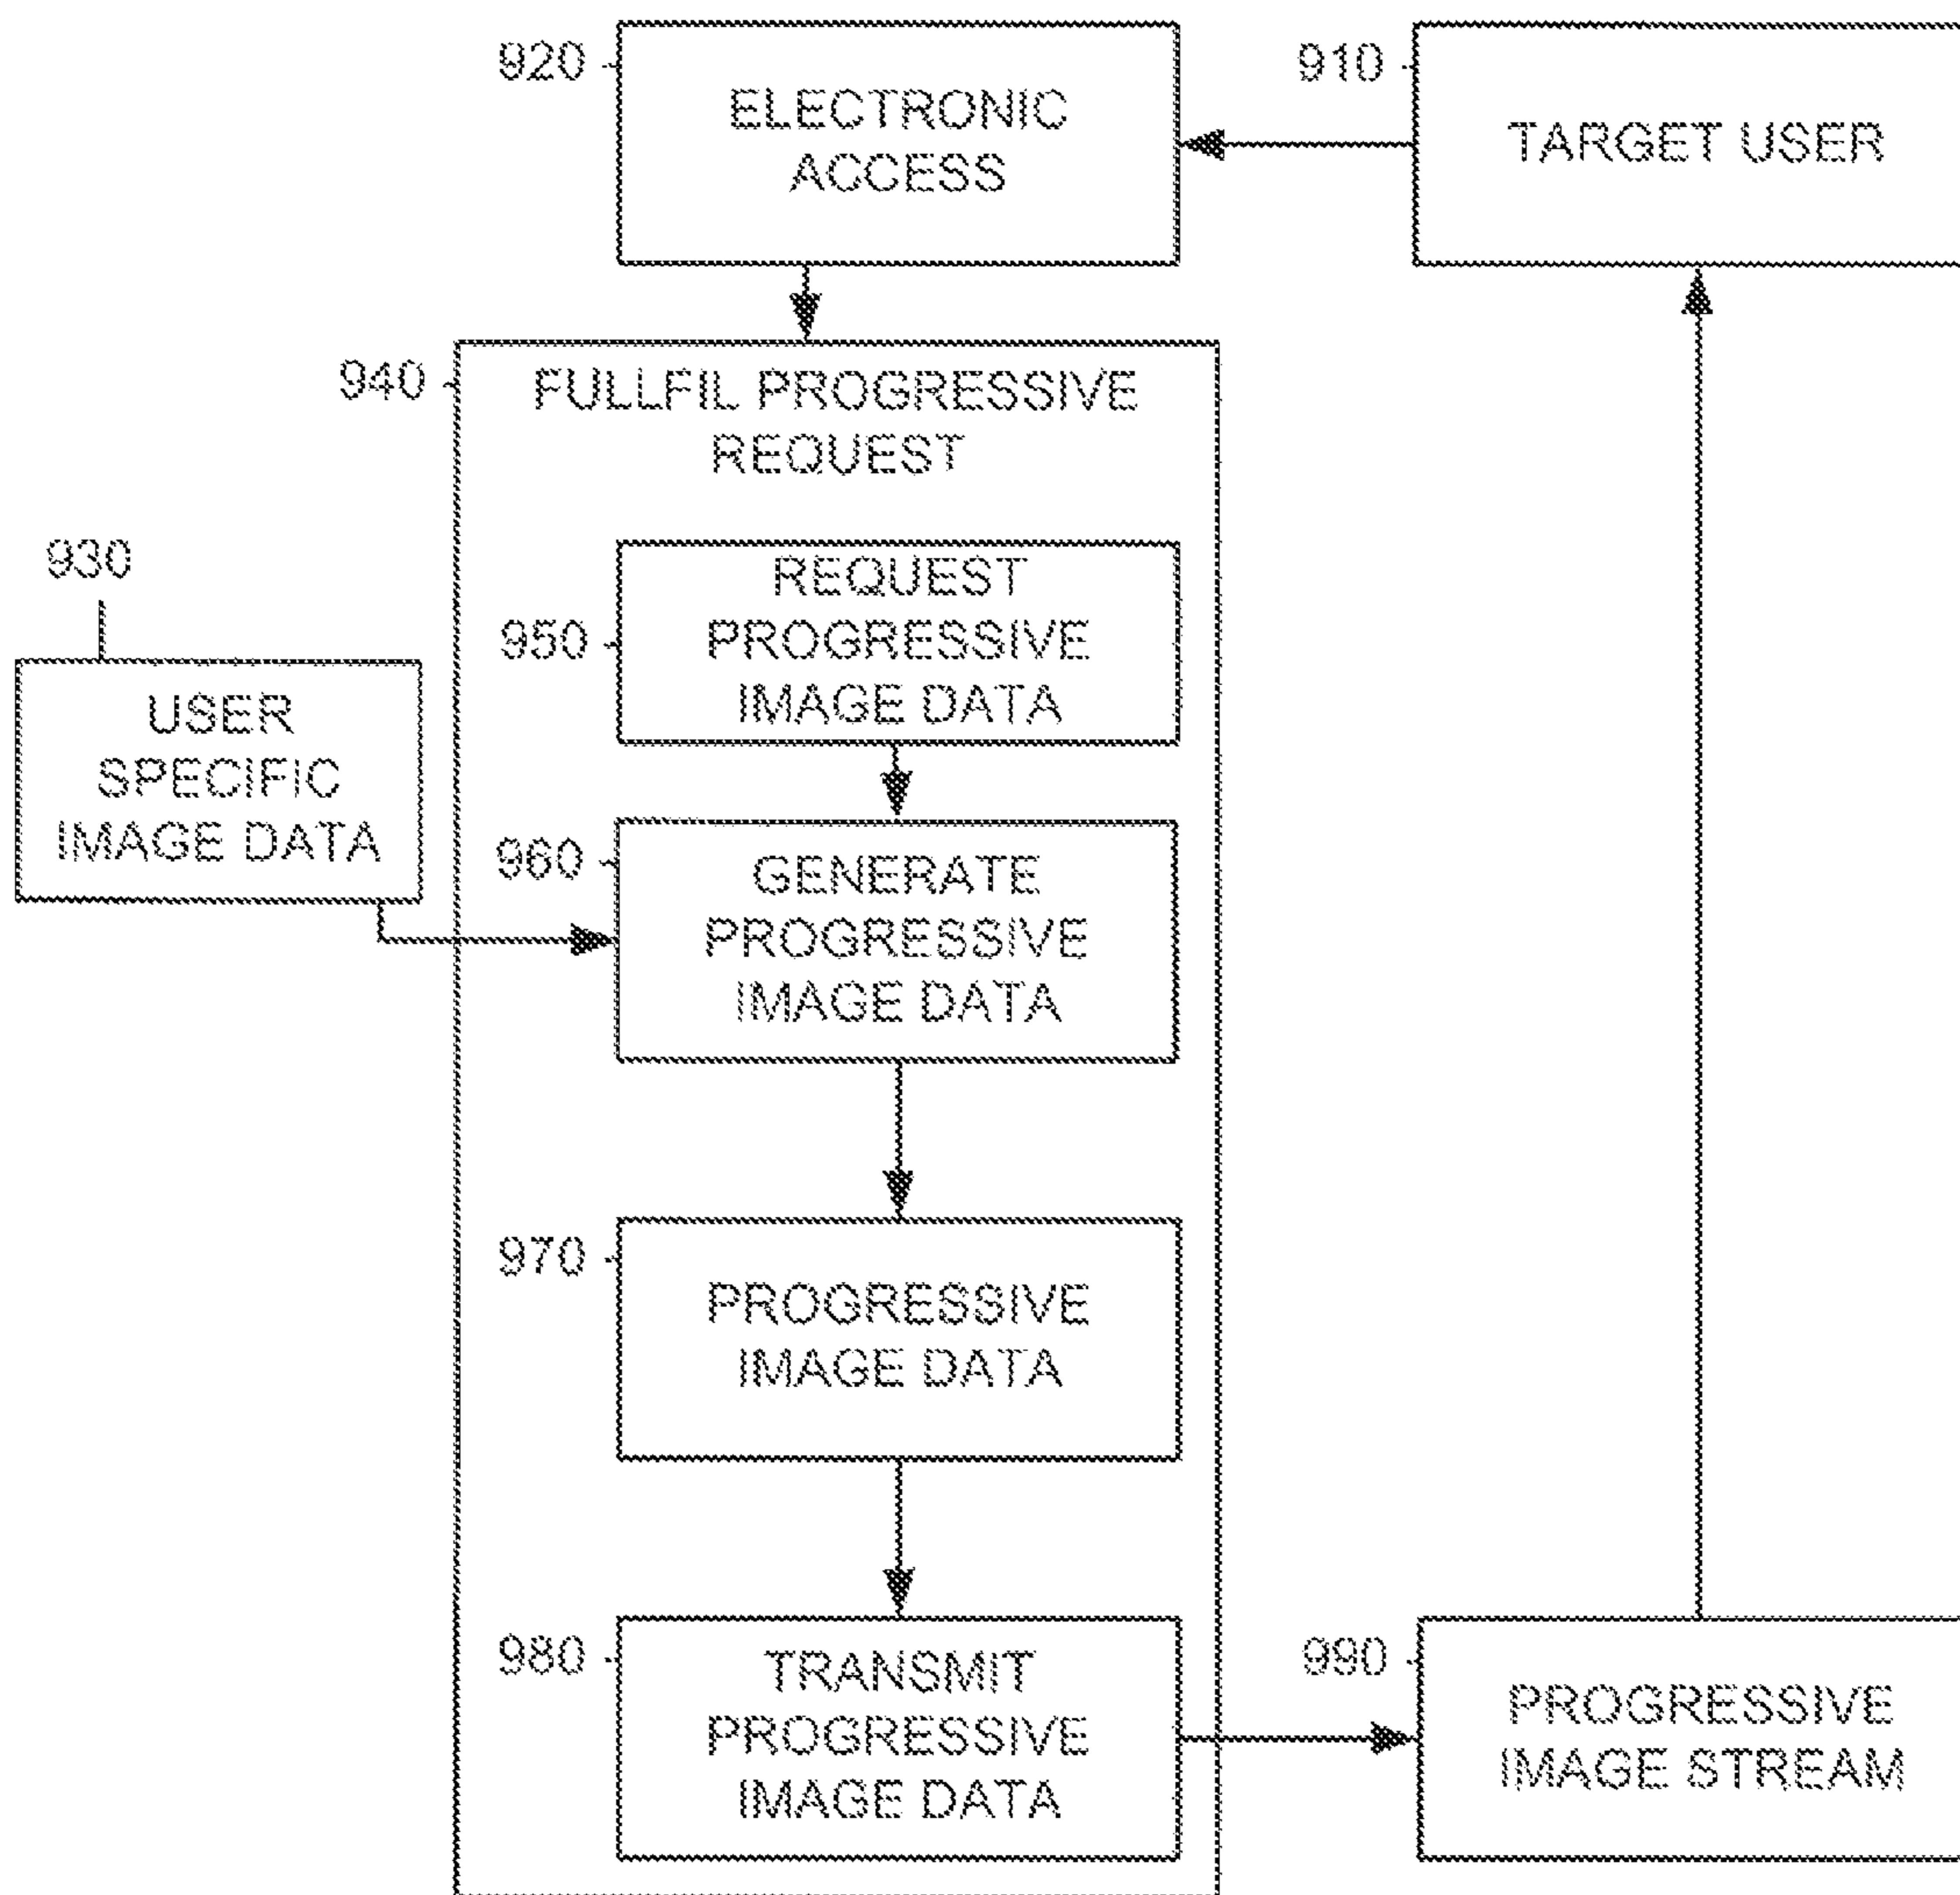 920
ELECTRONIC
ACCESS
910
TARGET USER
940
FULLFIL PROGRESSIVE
REQUEST
930
USER
SPECIFIC
IMAGE DATA
950
REQUEST
PROGRESSIVE
IMAGE DATA
960
GENERATE
PROGRESSIVE
IMAGE DATA
970
PROGRESSIVE
IMAGE DATA
980
TRANSMIT
PROGRESSIVE
IMAGE DATA
990
PROGRESSIVE
IMAGE STREAM